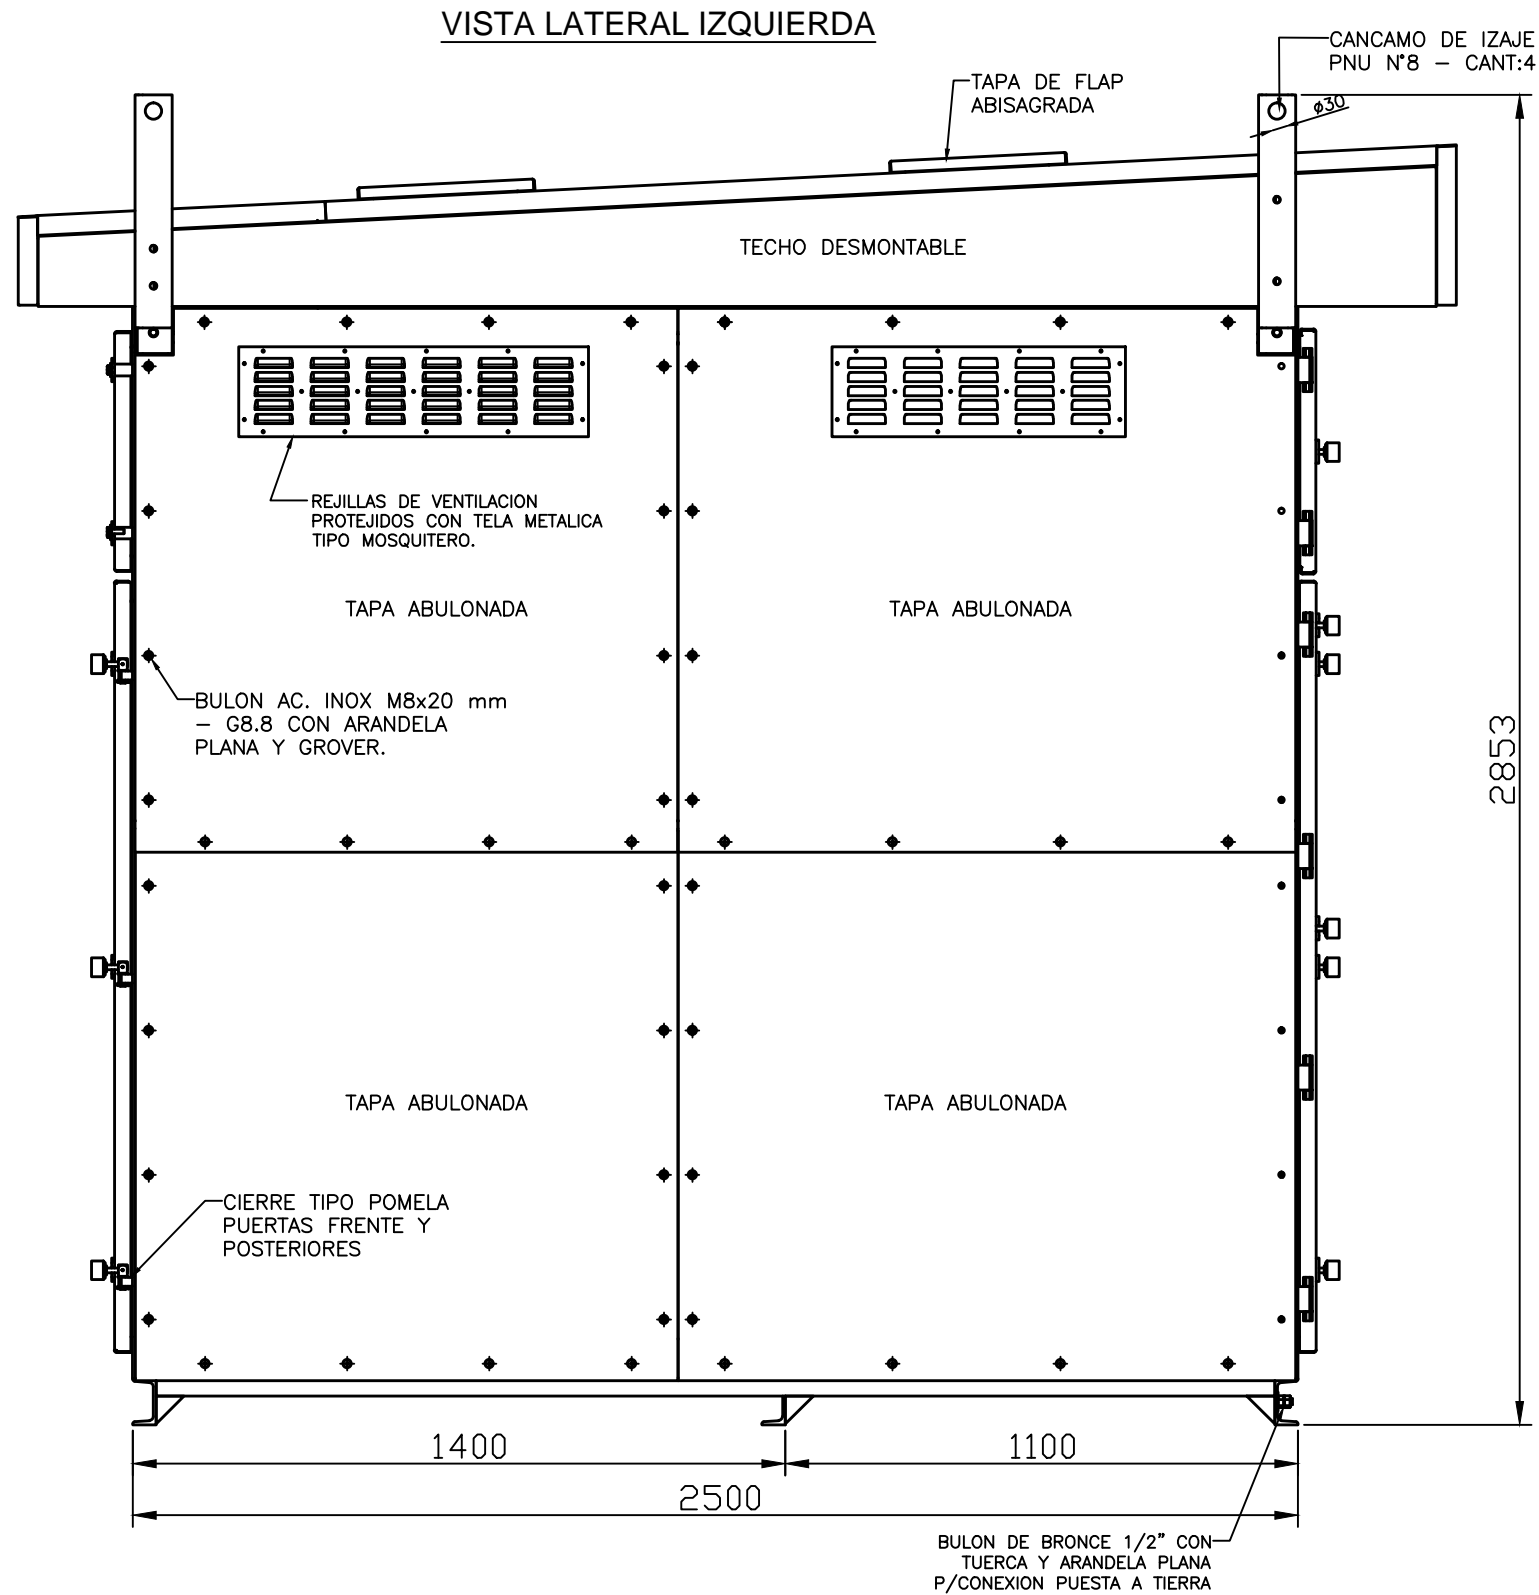 VISTA LATERAL IZQUIERDA
CANCAMO DE IZAJE
PNU N°8 - CANT:4
TAPA DE FLAP
ABISAGRADA
ø30
TECHO DESMONTABLE
REJILLAS DE VENTILACION
PROTEJIDOS CON TELA METALICA
TIPO MOSQUITERO.
TAPA ABULONADA
TAPA ABULONADA
BULON AC. INOX M8x20 mm
- G8.8 CON ARANDELA
PLANA Y GROVER.
2853
TAPA ABULONADA
TAPA ABULONADA
CIERRE TIPO POMELA
PUERTAS FRENTE Y
POSTERIORES
1400
1100
2500
BULON DE BRONCE 1/2" CON
TUERCA Y ARANDELA PLANA
P/CONEXION PUESTA A TIERRA